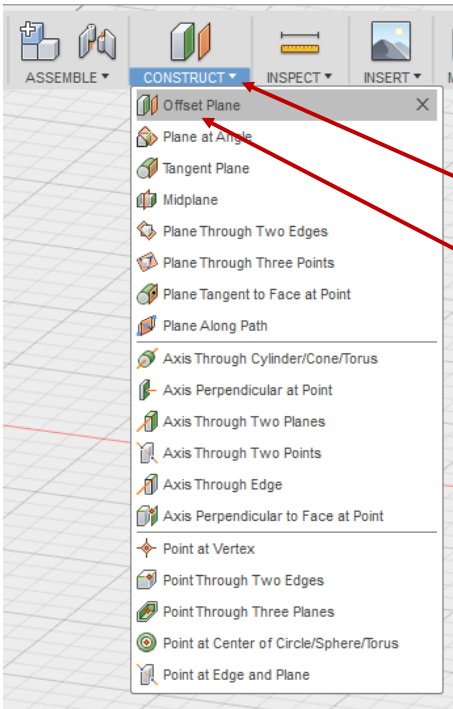 ASSEMBLE CONSTRUCT INSPECT INSERT
Offset Plane
Plane at Angle
Tangent Plane
Midplane
Plane Through Two Edges
Plane Through Three Points
Plane Tangent to Face at Point
Plane Along Path
Axis Through Cylinder/Cone/Torus
Axis Perpendicular at Point
Axis Through Two Planes
Axis Through Two Points
Axis Through Edge
Axis Perpendicular to Face at Point
Point at Vertex
Point Through Two Edges
Point Through Three Planes
Point at Center of Circle/Sphere/Torus
Point at Edge and Plane